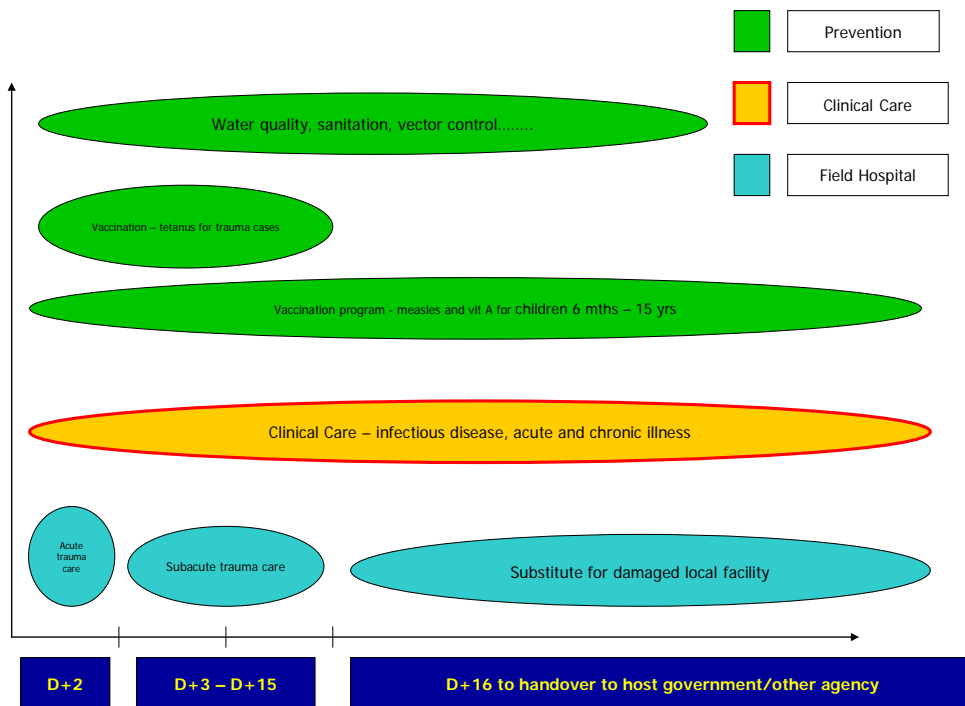 Prevention
Clinical Care
Field Hospital
Water quality, sanitation, vector control........
Vaccination – tetanus for trauma cases
Vaccination program - measles and vit A for children 6 mths – 15 yrs
Clinical Care – infectious disease, acute and chronic illness
Acute
trauma
care
Subacute trauma care
Substitute for damaged local facility
D+2
D+3 – D+15
D+16 to handover to host government/other agency